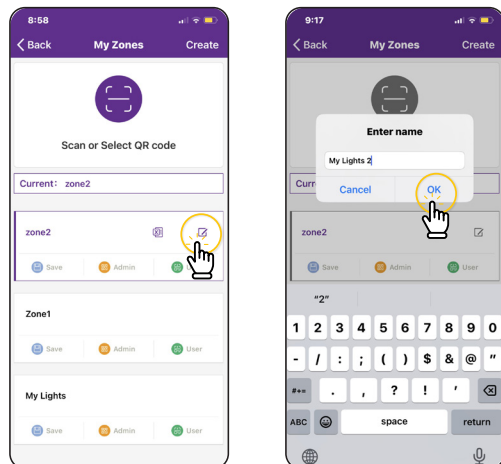 8:58
Back My Zones Create
Scan or Select QR code
Current: zone2
zone2
Save Admin User
Zone1
Save Admin User
My Lights
Save Admin User
9:17
Back My Zones Create
Enter name
My Lights 2
Cancel OK
Curr
zone2
Save Admin User
"2"
1 2 3 4 5 6 7 8 9 0
- / : ; ( ) $ & @ "
#+= . , ? ! '
ABC space return